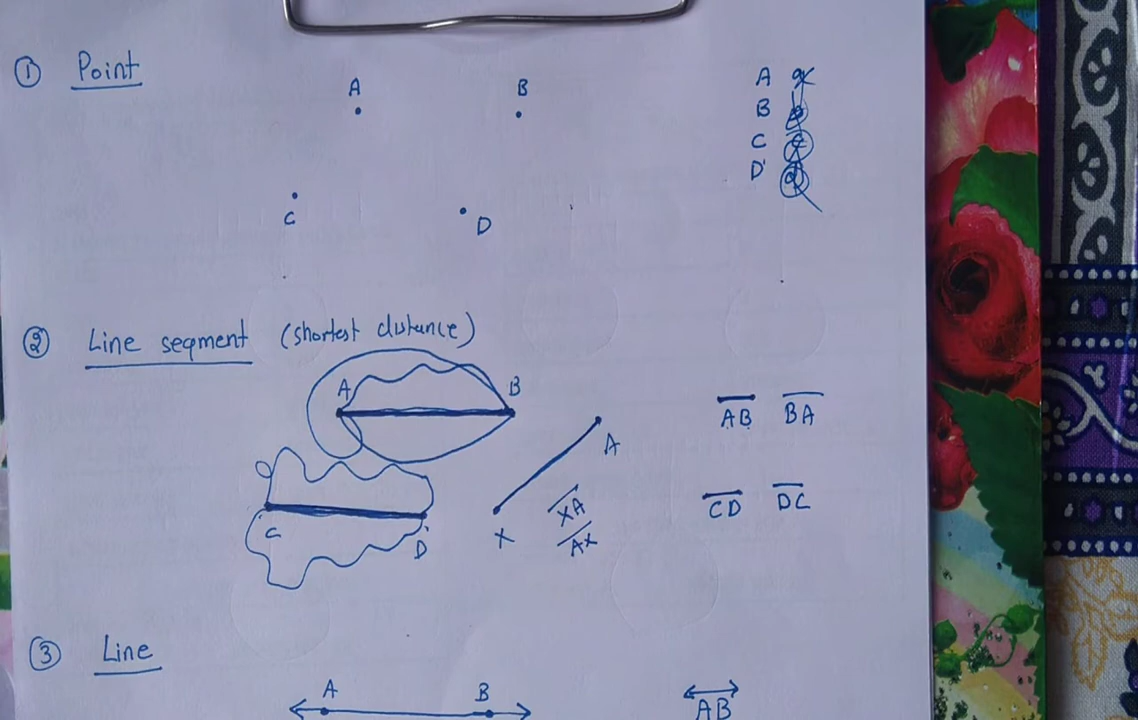 ① Point
A B
C D
A
B
C
D
② Line segment (shortest distance)
A B
A
X
XA
AX
AB BA
C D
CD DC
③ Line
A B
AB